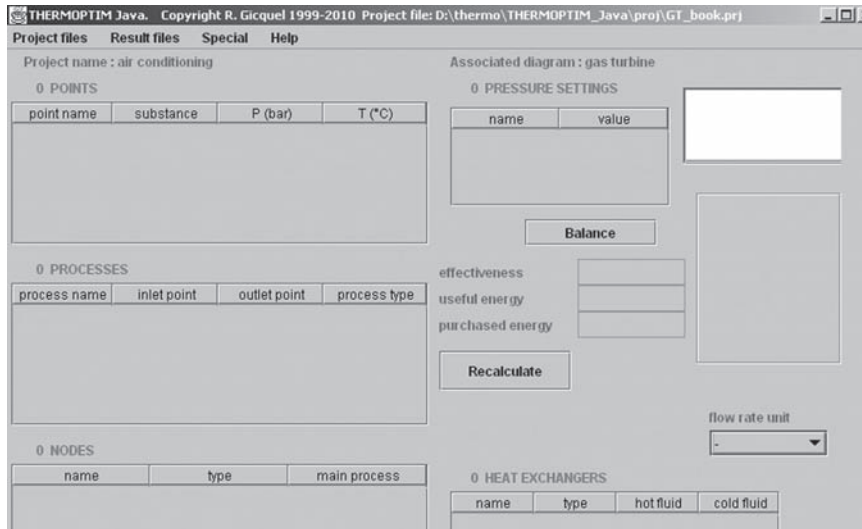 THERMOPTIM Java. Copyright R. Gicquel 1999-2010 Project file: D:\thermo\THERMOPTIM_Java\proj\GT_book.prj
Project files Result files Special Help
Project name : air conditioning
Associated diagram : gas turbine
0 POINTS
point name substance P (bar) T (°C)
0 PRESSURE SETTINGS
name value
Balance
0 PROCESSES
process name inlet point outlet point process type
effectiveness
useful energy
purchased energy
Recalculate
flow rate unit
-
0 NODES
name type main process
0 HEAT EXCHANGERS
name type hot fluid cold fluid